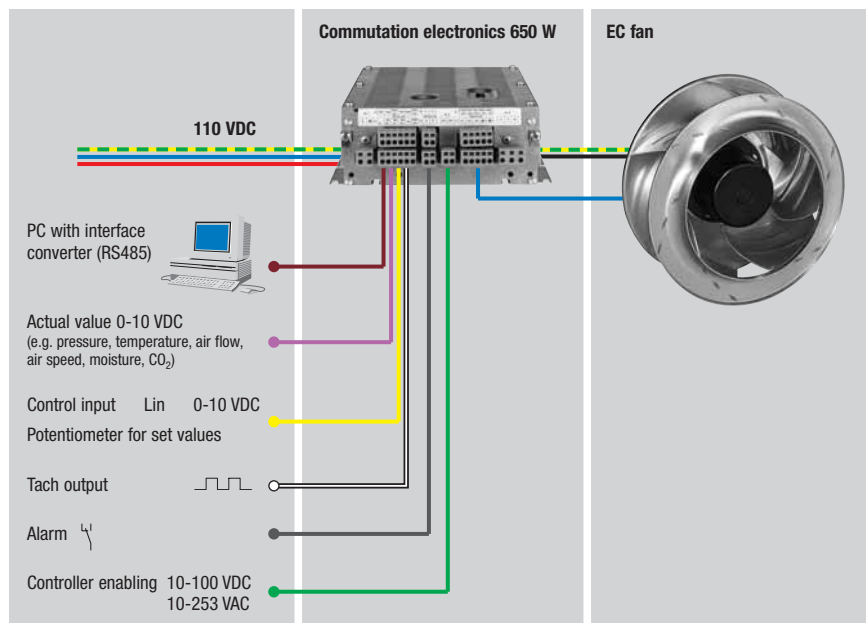 Commutation electronics 650 W
EC fan
110 VDC
PC with interface
converter (RS485)
Actual value 0-10 VDC
(e.g. pressure, temperature, air flow,
air speed, moisture, CO₂)
Control input Lin 0-10 VDC
Potentiometer for set values
Tach output
Alarm
Controller enabling 10-100 VDC
10-253 VAC